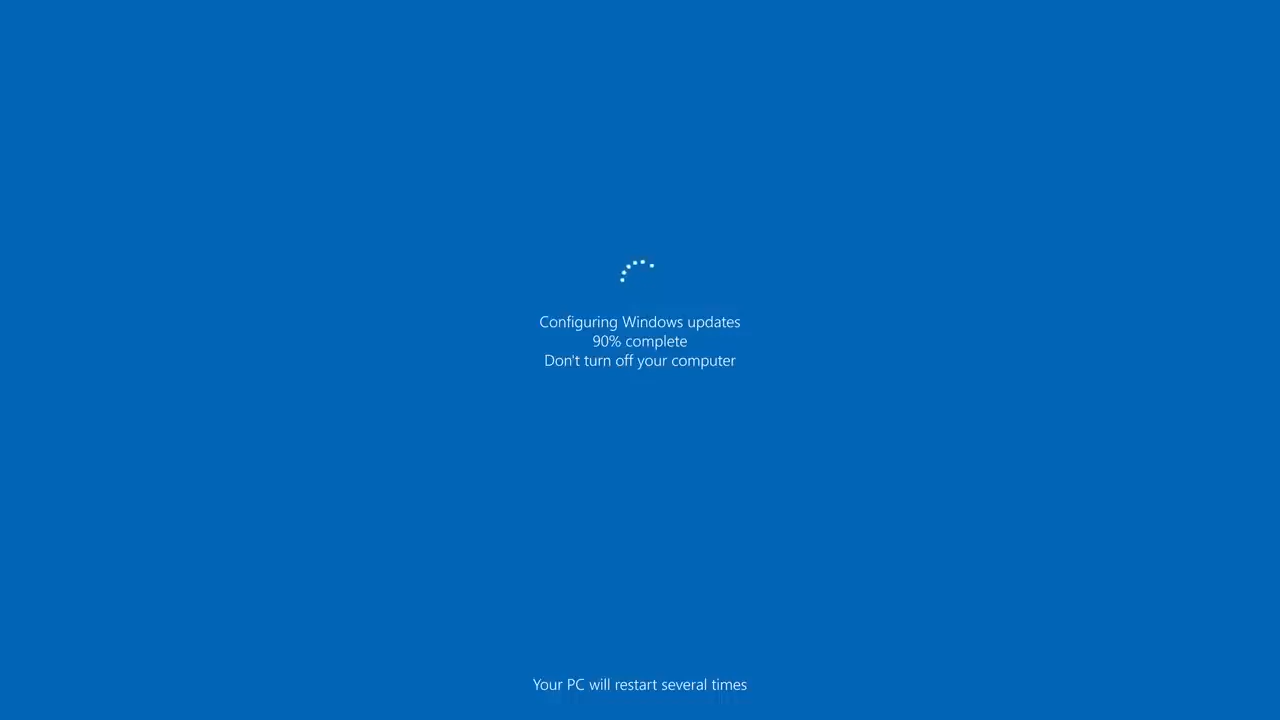 Configuring Windows updates
90% complete
Don't turn off your computer
Your PC will restart several times